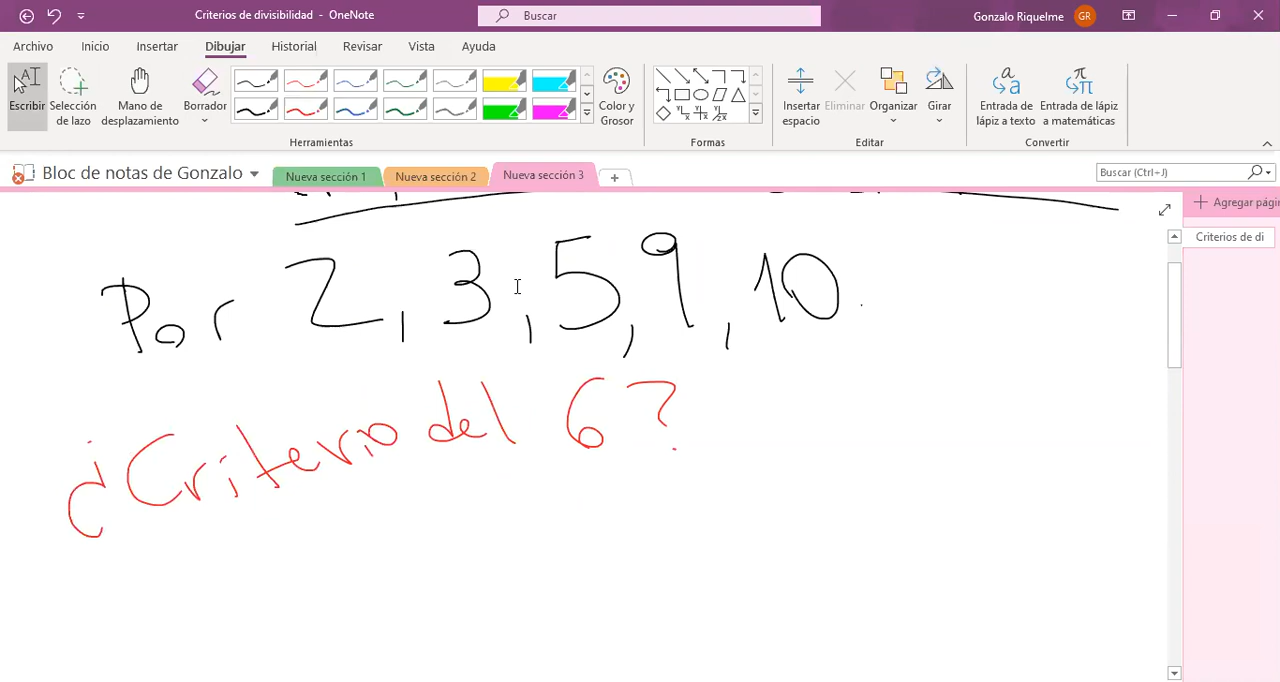 Criterios de divisibilidad - OneNote
Buscar
Gonzalo Riquelme
GR
Archivo Inicio Insertar Dibujar Historial Revisar Vista Ayuda
Escribir
Selección de lazo
Mano de desplazamiento
Borrador
Color y Grosor
Insertar espacio
Eliminar
Organizar
Girar
Entrada de lápiz a texto
Entrada de lápiz a matemáticas
Herramientas
Formas
Editar
Convertir
Bloc de notas de Gonzalo
Nueva sección 1
Nueva sección 2
Nueva sección 3
Buscar (Ctrl+J)
Agregar págin
Criterios de di
Por 2, 3, 5, 9, 10.
¿Criterio del 6?